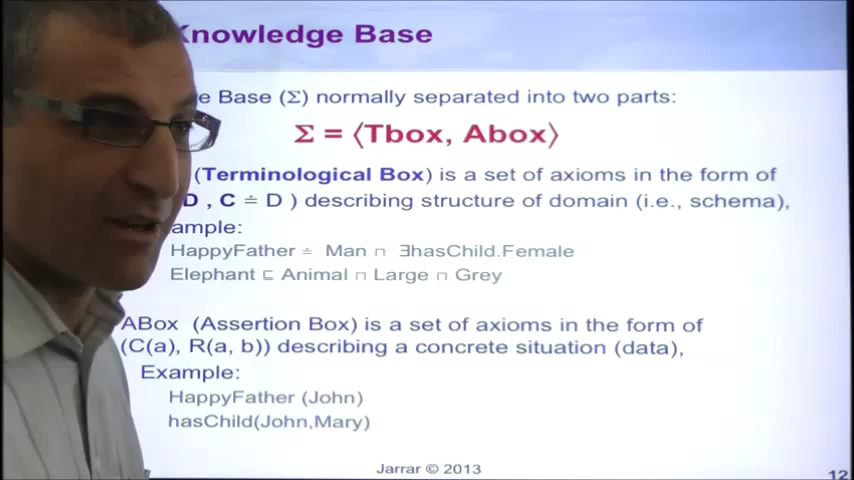 Knowledge Base
e Base (Σ) normally separated into two parts:
Σ = ⟨Tbox, Abox⟩
(Terminological Box) is a set of axioms in the form of
D , C ≐ D ) describing structure of domain (i.e., schema),
ample:
HappyFather ≐ Man ⊓ ∃hasChild.Female
Elephant ⊑ Animal ⊓ Large ⊓ Grey
ABox (Assertion Box) is a set of axioms in the form of
(C(a), R(a, b)) describing a concrete situation (data),
Example:
HappyFather (John)
hasChild(John,Mary)
Jarrar © 2013
12